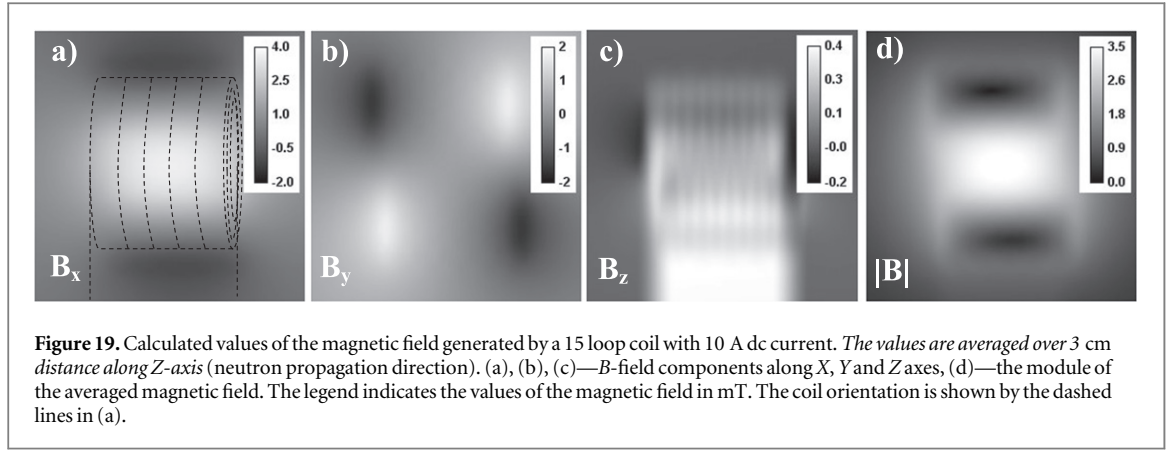 a)
4.0
2.5
1.0
-0.5
-2.0
Bx
b)
2
1
0
-1
-2
By
c)
0.4
0.3
0.1
-0.0
-0.2
Bz
d)
3.5
2.6
1.8
0.9
0.0
|B|
Figure 19. Calculated values of the magnetic field generated by a 15 loop coil with 10 A dc current. The values are averaged over 3 cm
distance along Z-axis (neutron propagation direction). (a), (b), (c)—B-field components along X, Y and Z axes, (d)—the module of
the averaged magnetic field. The legend indicates the values of the magnetic field in mT. The coil orientation is shown by the dashed
lines in (a).